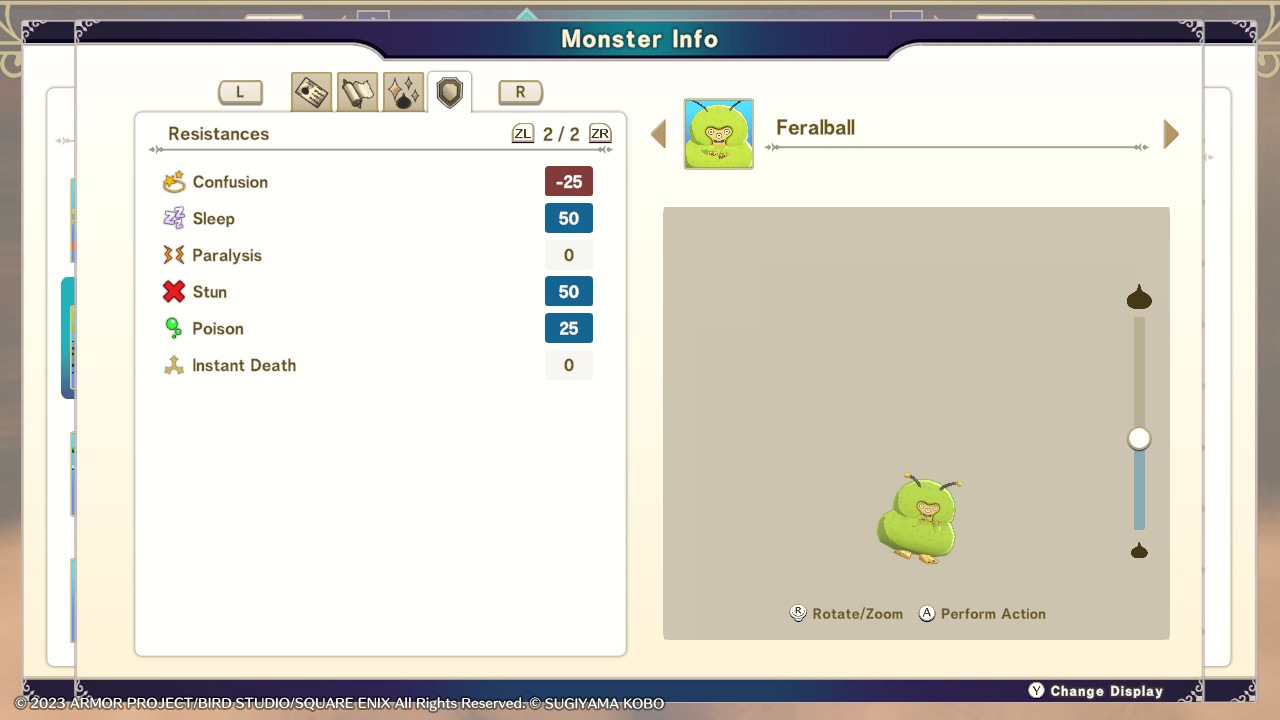 Monster Info
L
R
Resistances
ZL 2 / 2 ZR
Feralball
Confusion -25
Sleep 50
Paralysis 0
Stun 50
Poison 25
Instant Death 0
R Rotate/Zoom A Perform Action
Y Change Display
© 2023 ARMOR PROJECT/BIRD STUDIO/SQUARE ENIX All Rights Reserved. © SUGIYAMA KOBO